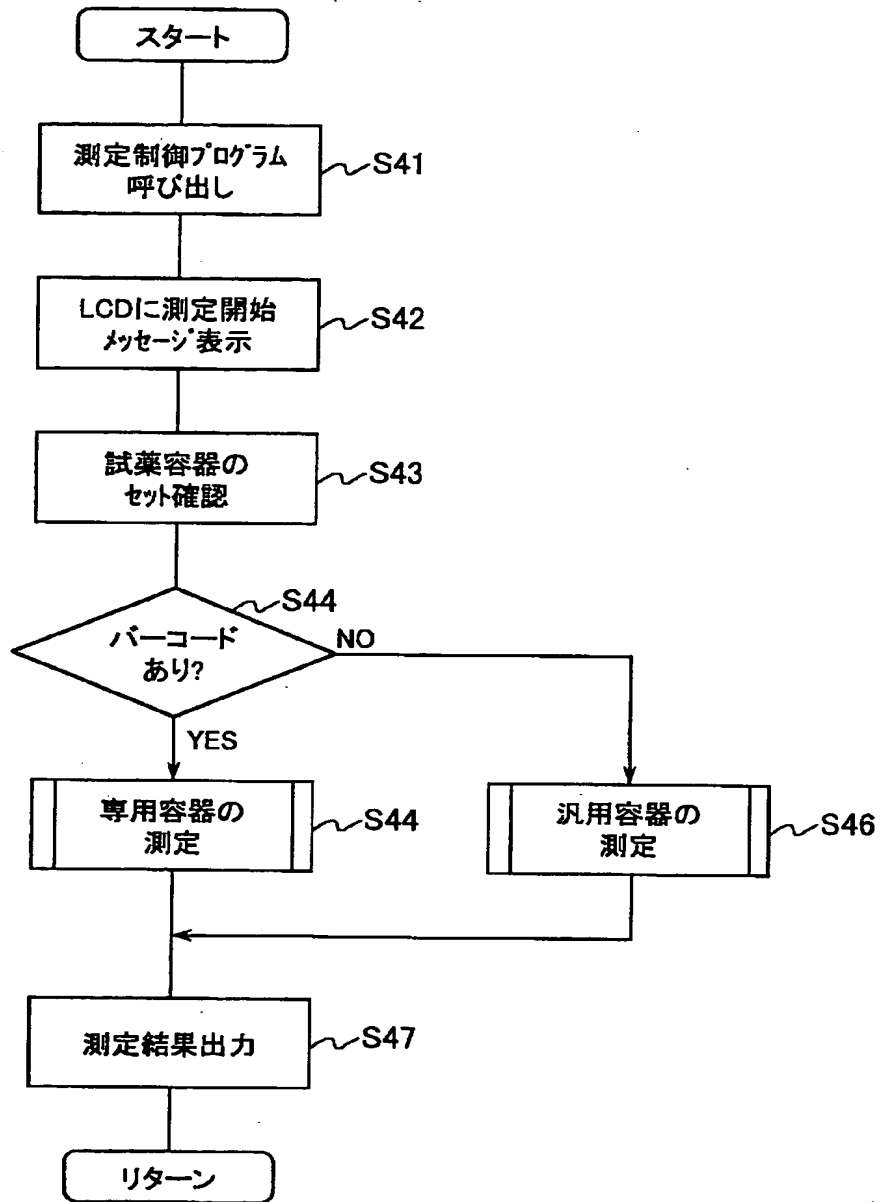 スタート
測定制御プログラム
呼び出し
S41
LCDに測定開始
メッセージ表示
S42
試薬容器の
セット確認
S43
S44
バーコード
あり?
NO
YES
専用容器の
測定
S44
汎用容器の
測定
S46
測定結果出力
S47
リターン